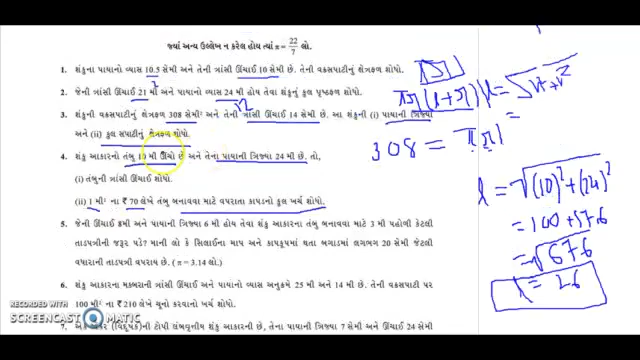 જ્યાં અન્ય ઉલ્લેખ ન કરેલ હોય ત્યાં π = 22/7 લો.
1. શંકુના પાયાનો વ્યાસ 10.5 સેમી અને તેની ત્રાંસી ઊંચાઈ 10 સેમી છે. તેની વક્રસપાટીનું ક્ષેત્રફળ શોધો.
2. જેની ત્રાંસી ઊંચાઈ 21 મી અને પાયાનો વ્યાસ 24 મી હોય તેવા શંકુનું કુલ પૃષ્ઠફળ શોધો.
3. શંકુની વક્રસપાટીનું ક્ષેત્રફળ 308 સેમી² અને તેની ત્રાંસી ઊંચાઈ 14 સેમી છે. આ શંકુની (i) પાયાની ત્રિજ્યા
અને (ii) કુલ સપાટીનું ક્ષેત્રફળ શોધો.
4. શંકુ આકારનો તંબુ 10 મી ઊંચો છે અને તેના પાયાની ત્રિજ્યા 24 મી છે. તો,
(i) તંબુની ત્રાંસી ઊંચાઈ શોધો.
(ii) 1 મી² ના ₹ 70 લેખે તંબુ બનાવવા માટે વપરાતા કાપડનો કુલ ખર્ચ શોધો.
5. જેની ઊંચાઈ 8મી અને પાયાની ત્રિજ્યા 6 મી હોય તેવા શંકુ આકારના તંબુ બનાવવા માટે 3 મી પહોળી કેટલી
તાડપત્રીની જરૂર પડે? માની લો કે સિલાઈના માપ અને કાપકૂપમાં થતા બગાડમાં લગભગ 20 સેમી જેટલી
વધારાની તાડપત્રી વપરાય છે. (π = 3.14 લો.)
6. શંકુ આકારના મકબરાની ત્રાંસી ઊંચાઈ અને પાયાનો વ્યાસ અનુક્રમે 25 મી અને 14 મી છે. તેની વક્રસપાટી પર
100 મી² ના ₹ 210 લેખે ચૂનો કરવાનો ખર્ચ શોધો.
7. એક જોકર (વિદૂષક)ની ટોપી લંબવૃત્તીય શંકુ આકારની છે. તેના પાયાની ત્રિજ્યા 7 સેમી અને ઊંચાઈ 24 સેમી
308 = πrl
l = √(10)² + (24)²
= 100 + 576
= √676
l = 26
RECORDED WITH
SCREENCAST MATIC